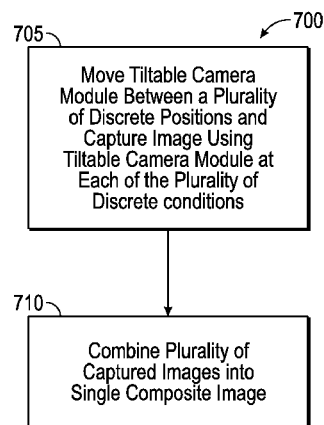 700
705
Move Tiltable Camera
Module Between a Plurality
of Discrete Positions and
Capture Image Using
Tiltable Camera Module at
Each of the Plurality of
Discrete conditions
710
Combine Plurality of
Captured Images into
Single Composite Image